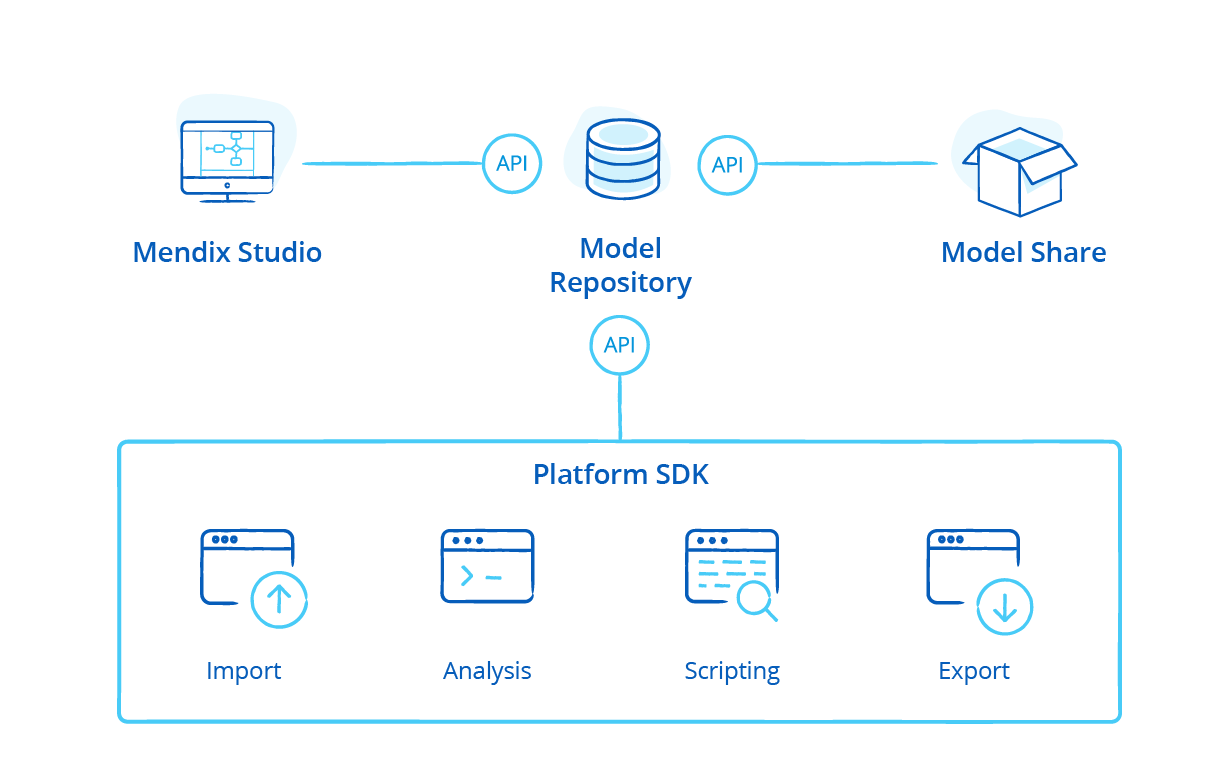 API
API
Mendix Studio
Model
Repository
Model Share
API
Platform SDK
Import
Analysis
Scripting
Export